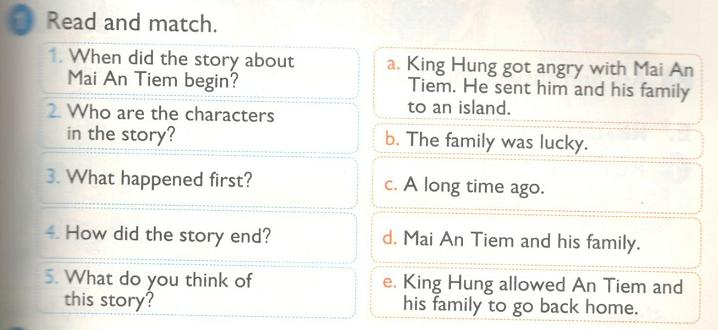 1 Read and match.
1. When did the story about
Mai An Tiem begin?
2. Who are the characters
in the story?
3. What happened first?
4. How did the story end?
5. What do you think of
this story?
a. King Hung got angry with Mai An
Tiem. He sent him and his family
to an island.
b. The family was lucky.
c. A long time ago.
d. Mai An Tiem and his family.
e. King Hung allowed An Tiem and
his family to go back home.